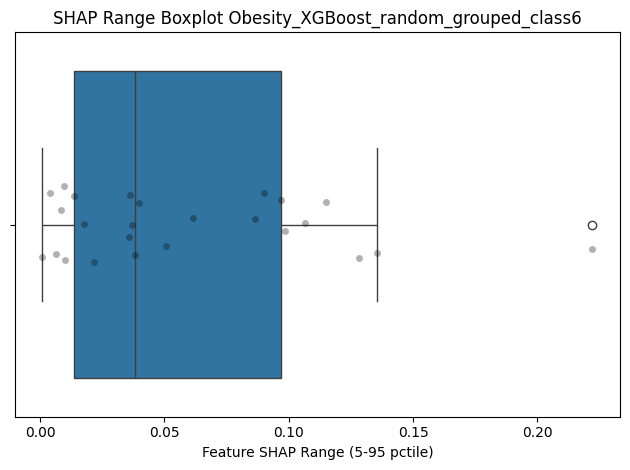 SHAP Range Boxplot Obesity_XGBoost_random_grouped_class6
0.00 0.05 0.10 0.15 0.20
Feature SHAP Range (5-95 pctile)